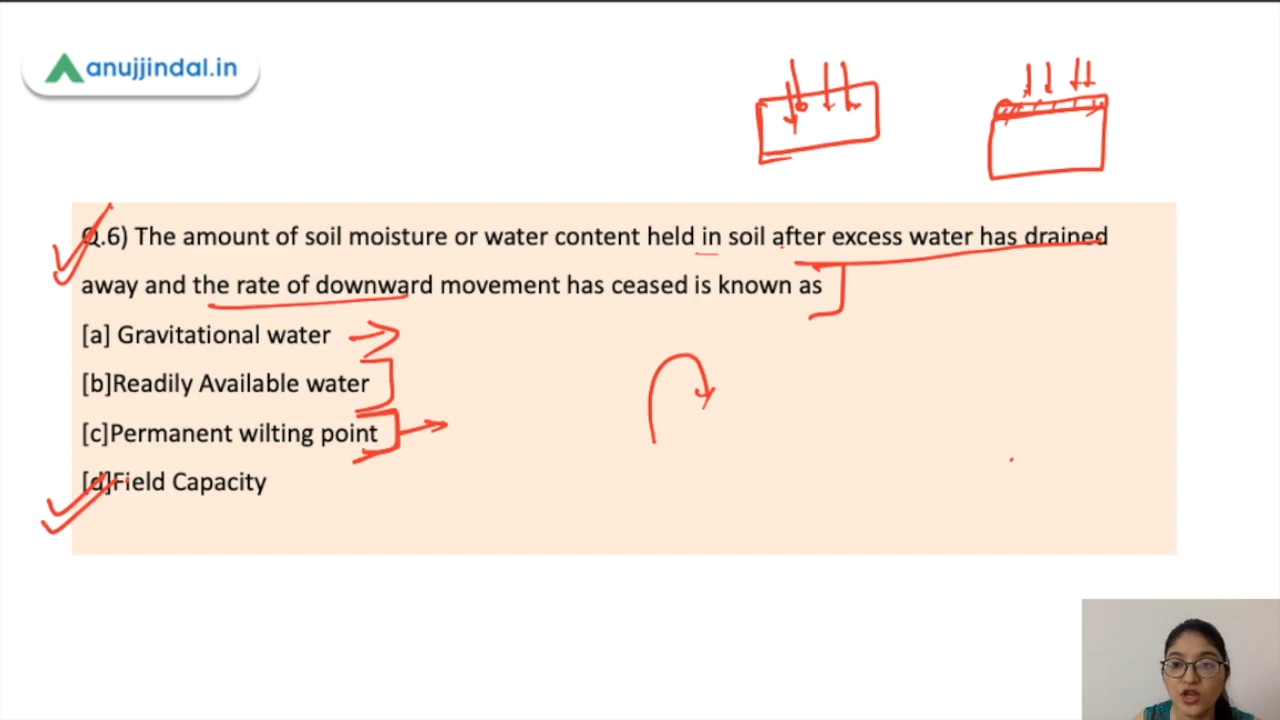 anujjindal.in
Q.6) The amount of soil moisture or water content held in soil after excess water has drained
away and the rate of downward movement has ceased is known as
[a] Gravitational water
[b]Readily Available water
[c]Permanent wilting point
[d]Field Capacity